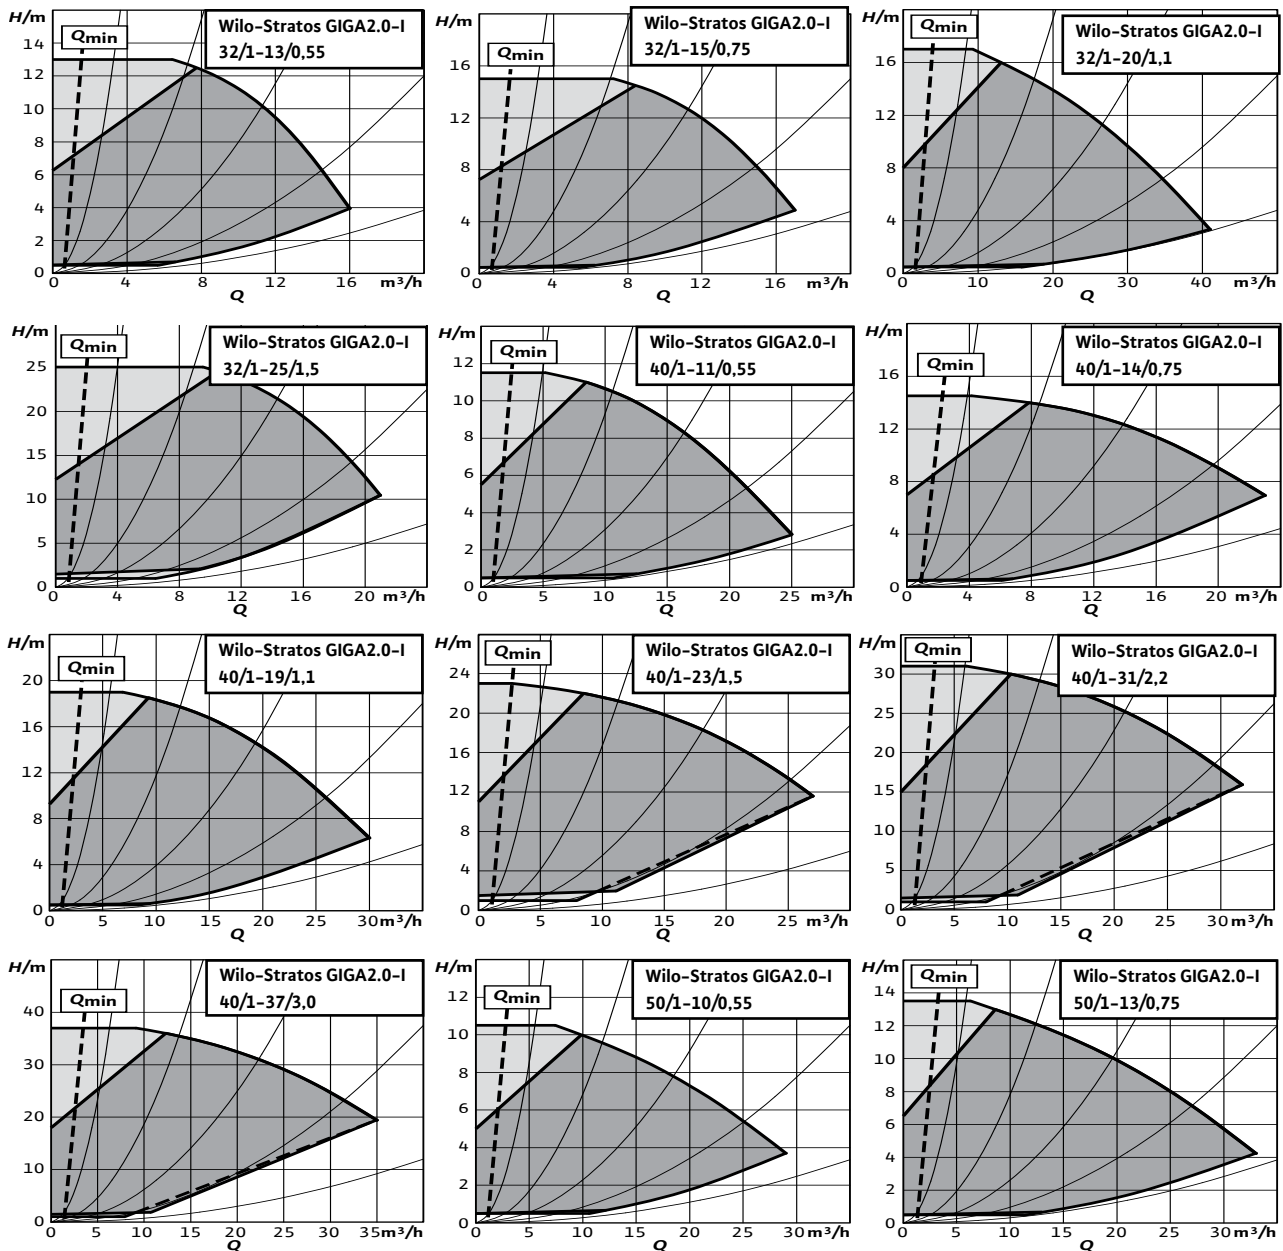 H/m
Qmin
Wilo-Stratos GIGA2.0-I
32/1-13/0,55
14
12
10
8
6
4
2
0
0 4 8 12 16 m³/h
Q
H/m
Qmin
Wilo-Stratos GIGA2.0-I
32/1-15/0,75
16
12
8
4
0
0 4 8 12 16 m³/h
Q
H/m
Qmin
Wilo-Stratos GIGA2.0-I
32/1-20/1,1
16
12
8
4
0
0 10 20 30 40 m³/h
Q
H/m
Qmin
Wilo-Stratos GIGA2.0-I
32/1-25/1,5
25
20
15
10
5
0
0 4 8 12 16 20 m³/h
Q
H/m
Qmin
Wilo-Stratos GIGA2.0-I
40/1-11/0,55
12
10
8
6
4
2
0
0 5 10 15 20 25 m³/h
Q
H/m
Qmin
Wilo-Stratos GIGA2.0-I
40/1-14/0,75
16
12
8
4
0
0 4 8 12 16 20 m³/h
Q
H/m
Qmin
Wilo-Stratos GIGA2.0-I
40/1-19/1,1
20
16
12
8
4
0
0 5 10 15 20 25 30 m³/h
Q
H/m
Qmin
Wilo-Stratos GIGA2.0-I
40/1-23/1,5
24
20
16
12
8
4
0
0 5 10 15 20 25 m³/h
Q
H/m
Qmin
Wilo-Stratos GIGA2.0-I
40/1-31/2,2
30
25
20
15
10
5
0
0 5 10 15 20 25 30 m³/h
Q
H/m
Qmin
Wilo-Stratos GIGA2.0-I
40/1-37/3,0
40
30
20
10
0
0 5 10 15 20 25 30 35 m³/h
Q
H/m
Qmin
Wilo-Stratos GIGA2.0-I
50/1-10/0,55
12
10
8
6
4
2
0
0 5 10 15 20 25 30 m³/h
Q
H/m
Qmin
Wilo-Stratos GIGA2.0-I
50/1-13/0,75
14
12
10
8
6
4
2
0
0 5 10 15 20 25 30 m³/h
Q